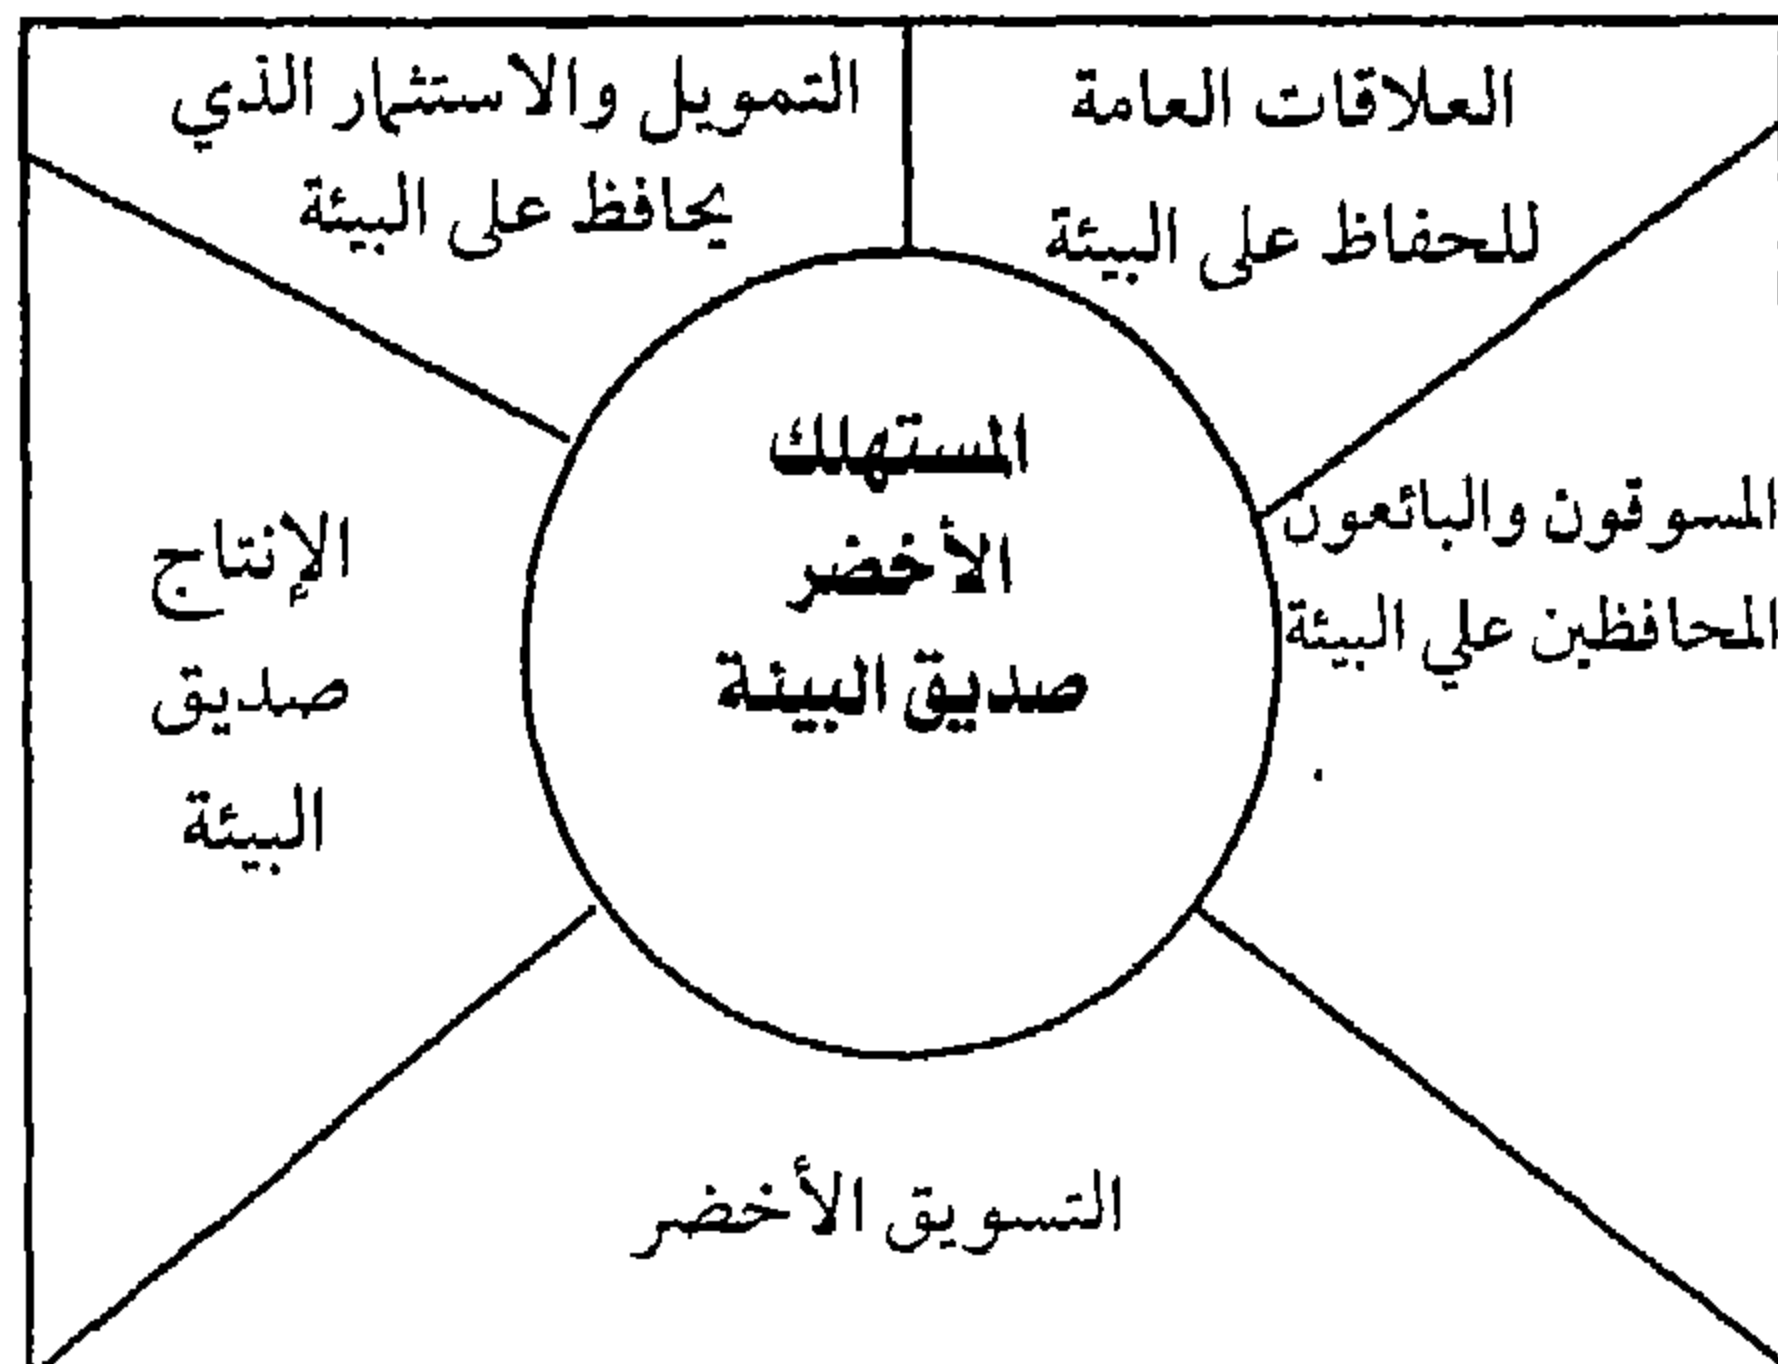 العلاقات العامة
للحفاظ على البيئة
التمويل والاستثمار الذي
يحافظ على البيئة
المسوقون والبائعون
المحافظين علي البيئة
المستهلك
الأخضر
صديق البيئة
الإنتاج
صديق
البيئة
التسويق الأخضر